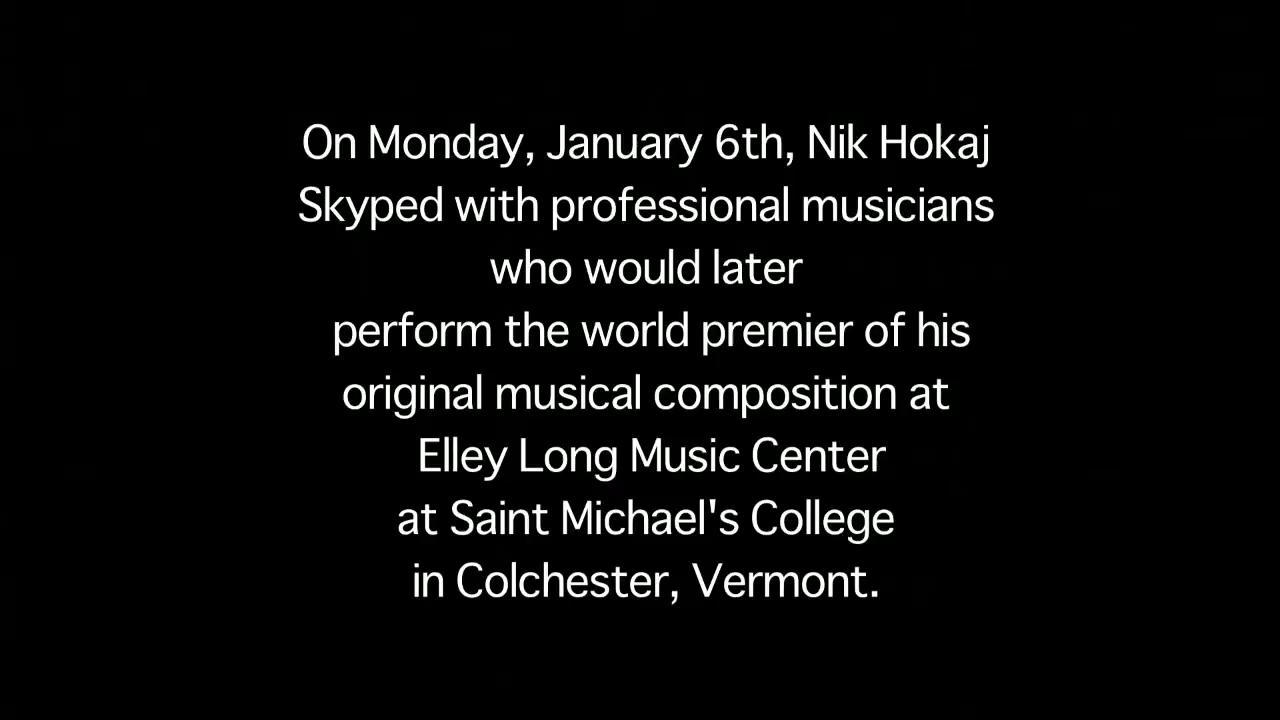 On Monday, January 6th, Nik Hokaj
Skyped with professional musicians
who would later
perform the world premier of his
original musical composition at
Elley Long Music Center
at Saint Michael's College
in Colchester, Vermont.